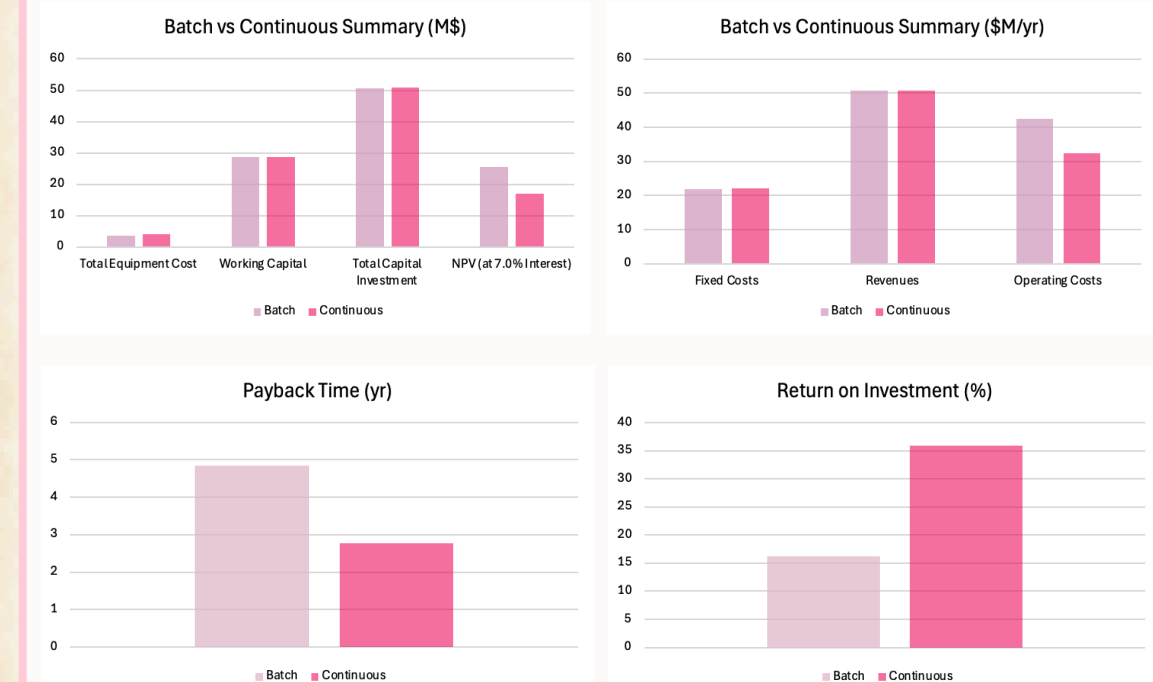 Batch vs Continuous Summary (M$)
60
50
40
30
20
10
0
Total Equipment Cost
Working Capital
Total Capital
Investment
NPV (at 7.0% Interest)
Batch
Continuous
Batch vs Continuous Summary ($M/yr)
60
50
40
30
20
10
0
Fixed Costs
Revenues
Operating Costs
Batch
Continuous
Payback Time (yr)
6
5
4
3
2
1
0
Batch
Continuous
Return on Investment (%)
40
35
30
25
20
15
10
5
0
Batch
Continuous